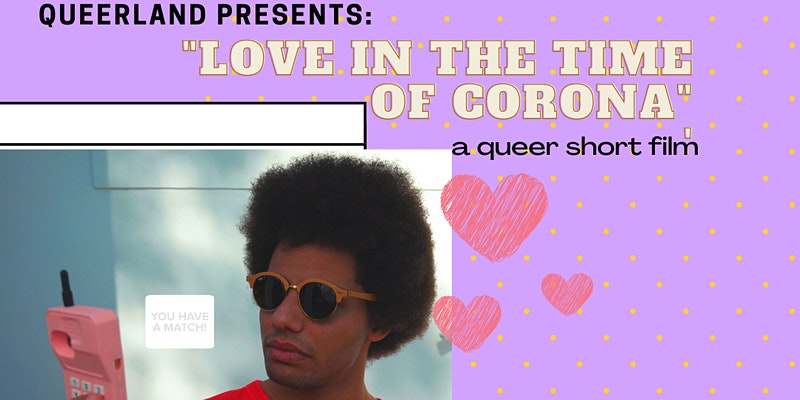 QUEERLAND PRESENTS:
"LOVE IN THE TIME
OF CORONA"
'
a queer short film
YOU HAVE
A MATCH!